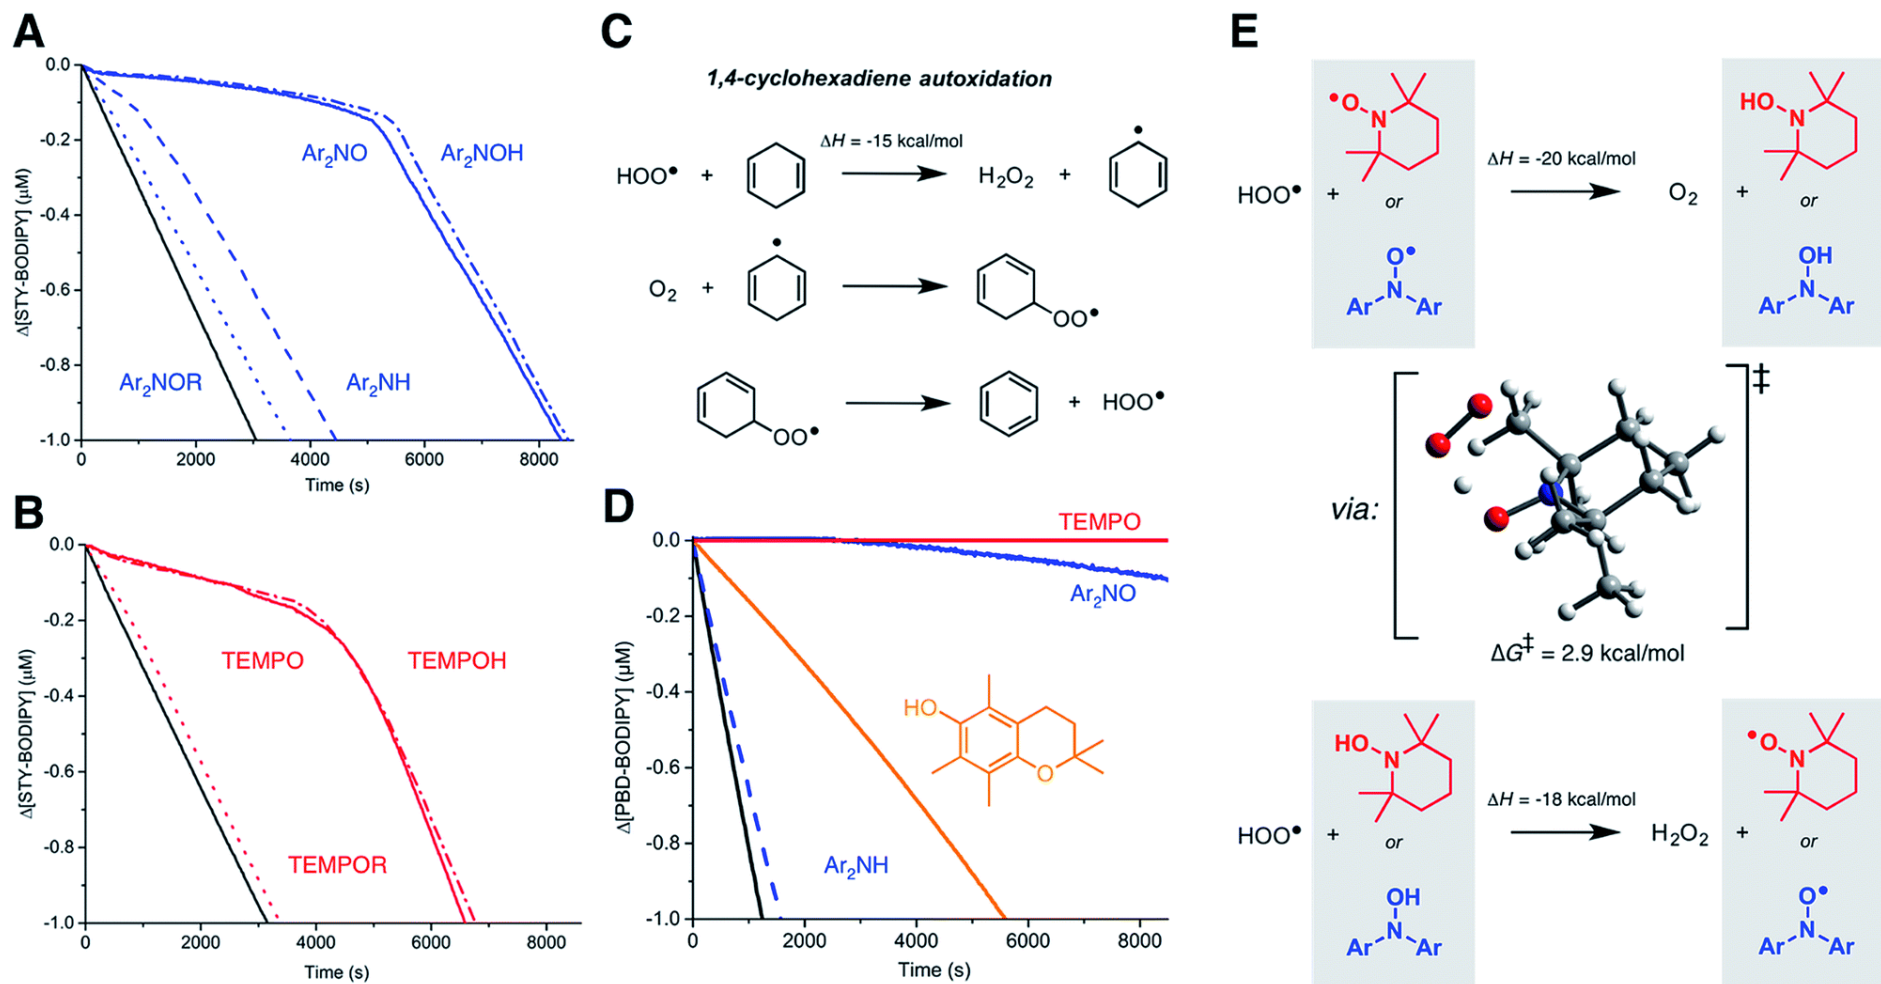 A
0.0
-0.2
-0.4
-0.6
-0.8
-1.0
Δ[STY-BODIPY] (µM)
Ar2NO
Ar2NOH
Ar2NOR
Ar2NH
0 2000 4000 6000 8000
Time (s)
B
0.0
-0.2
-0.4
-0.6
-0.8
-1.0
Δ[STY-BODIPY] (µM)
TEMPO
TEMPOH
TEMPOR
0 2000 4000 6000 8000
Time (s)
C
1,4-cyclohexadiene autoxidation
HOO• + ΔH = -15 kcal/mol H2O2 + •
O2 + • OO•
OO• + HOO•
D
0.0
-0.2
-0.4
-0.6
-0.8
-1.0
Δ[PBD-BODIPY] (µM)
TEMPO
Ar2NO
HO
O
Ar2NH
0 2000 4000 6000 8000
Time (s)
E
•O
N
HO
N
ΔH = -20 kcal/mol
HOO• + or O2 + or
O•
N
Ar Ar
OH
N
Ar Ar
via:
‡
ΔG‡ = 2.9 kcal/mol
HO
N
•O
N
ΔH = -18 kcal/mol
HOO• + or H2O2 + or
OH
N
Ar Ar
O•
N
Ar Ar